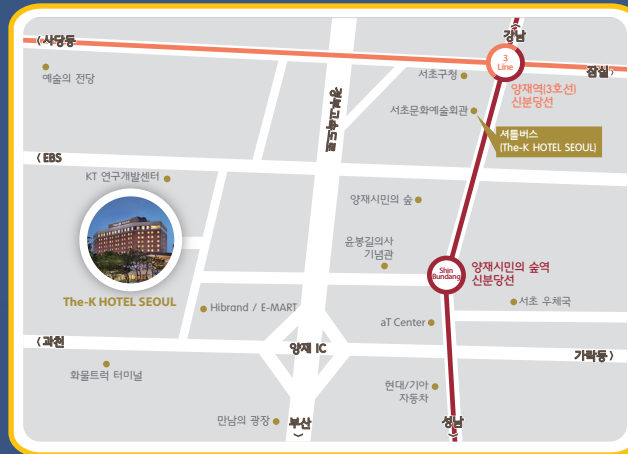 강남
〈 사당동
3
Line
서초구청
잠실 〉
예술의 전당
양재역(3호선)
신분당선
경부고속도로
서초문화예술회관
셔틀버스
(The-K HOTEL SEOUL)
〈 EBS
KT 연구개발센터
양재시민의 숲
윤봉길의사
기념관
Shin
Bundang
양재시민의 숲역
신분당선
The-K HOTEL SEOUL
Hibrand / E-MART
서초 우체국
aT Center
〈 과천
양재 IC
가락동 〉
화물트럭 터미널
현대/기아
자동차
만남의 광장
부산
성남